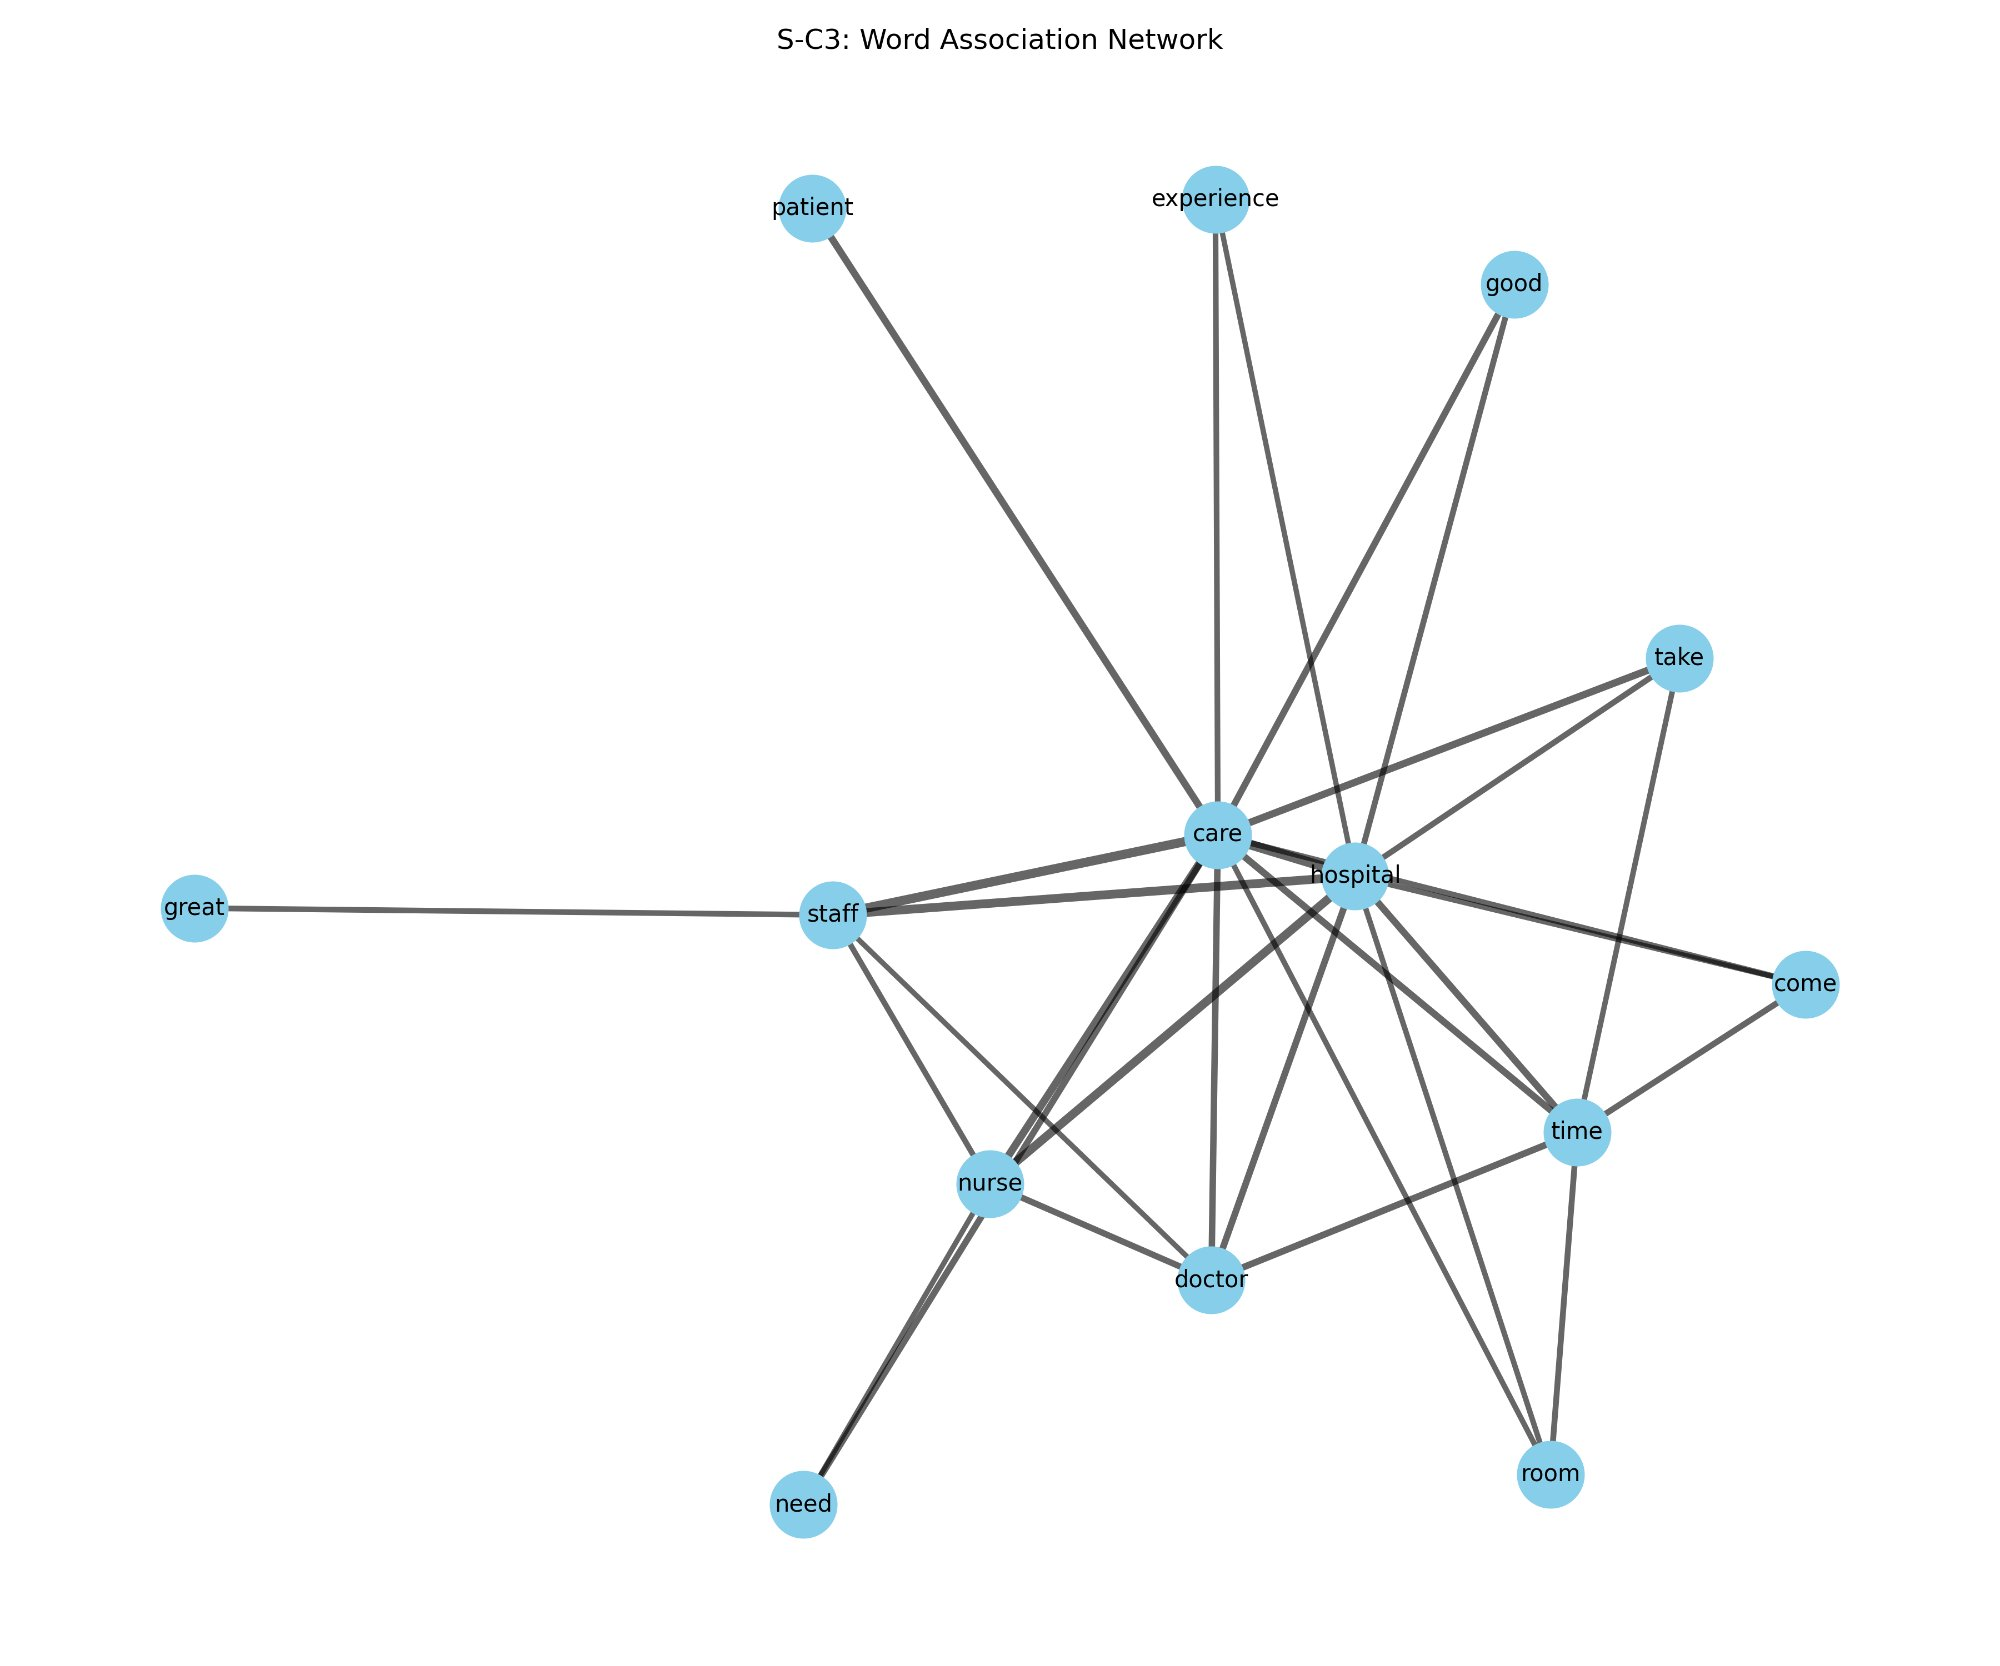 S-C3: Word Association Network
patient
experience
good
take
care
hospital
great
staff
come
time
nurse
doctor
room
need